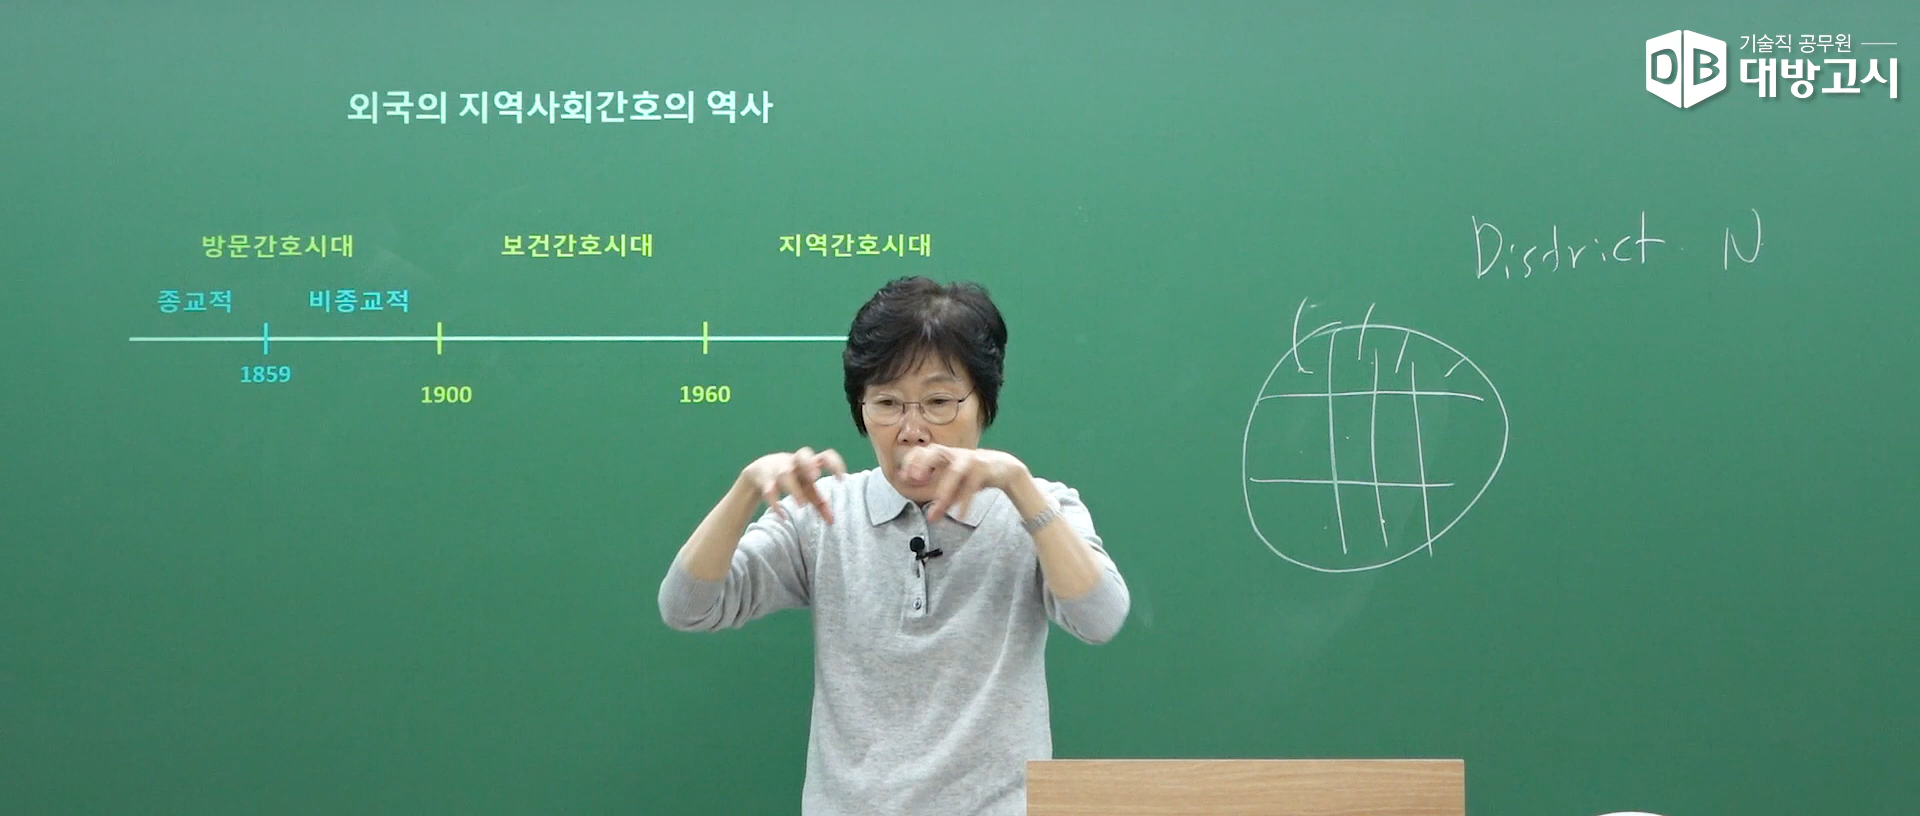 기술직 공무원
대방고시
DB
외국의 지역사회간호의 역사
방문간호시대 보건간호시대 지역간호시대
종교적 비종교적
1859
1900 1960
Disdrict. N